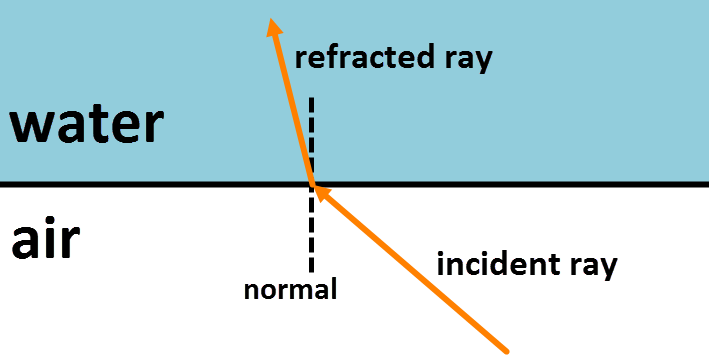 refracted ray
water
air
incident ray
normal